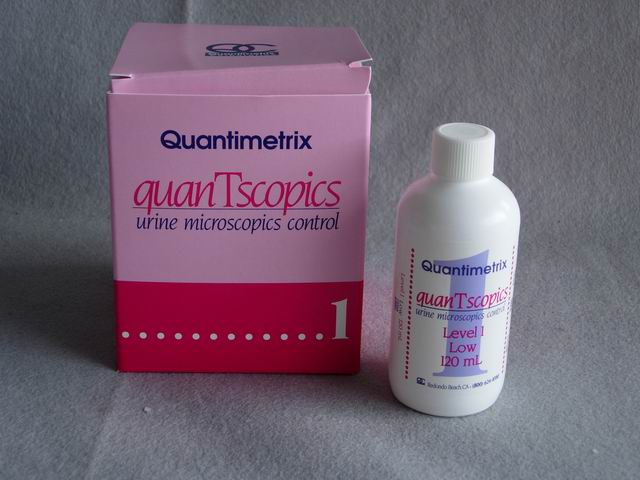 Quantimetrix
quanTscopics
urine microscopics control
1
Quantimetrix
quanTscopics
urine microscopics control
1
Level 1
Low
120 mL
Redondo Beach, CA